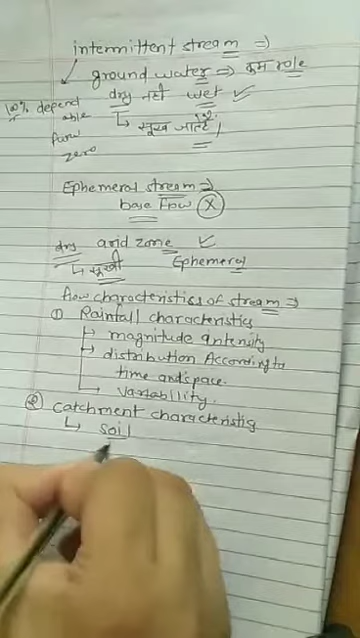 intermittent stream ⇒
ground water ⇒ कम role
dry नही wet ✓
100% depend
able
सूख जाते है।
flow
zero
Ephemeral stream ⇒
base flow (X)
dry arid zone ✓
सूखी Ephemeral
flow characteristics of stream ⇒
① Rainfall characteristics
magnitude intensity
distribution According to
time and space.
variability.
② catchment characteristic
soil